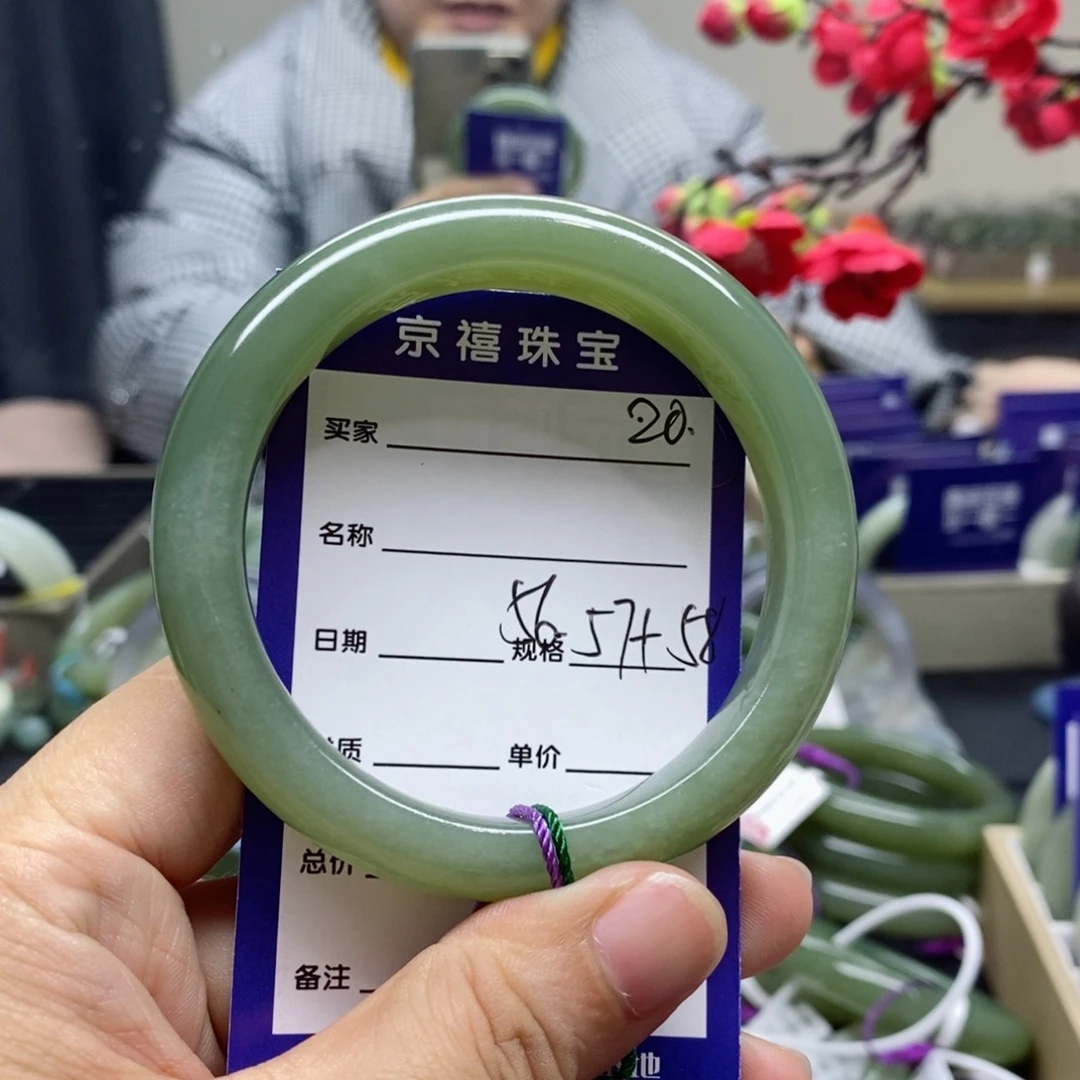 京禧珠宝
买家 20.
名称
日期 规格 56. 57+ 58
质 单价
总价
备注
地